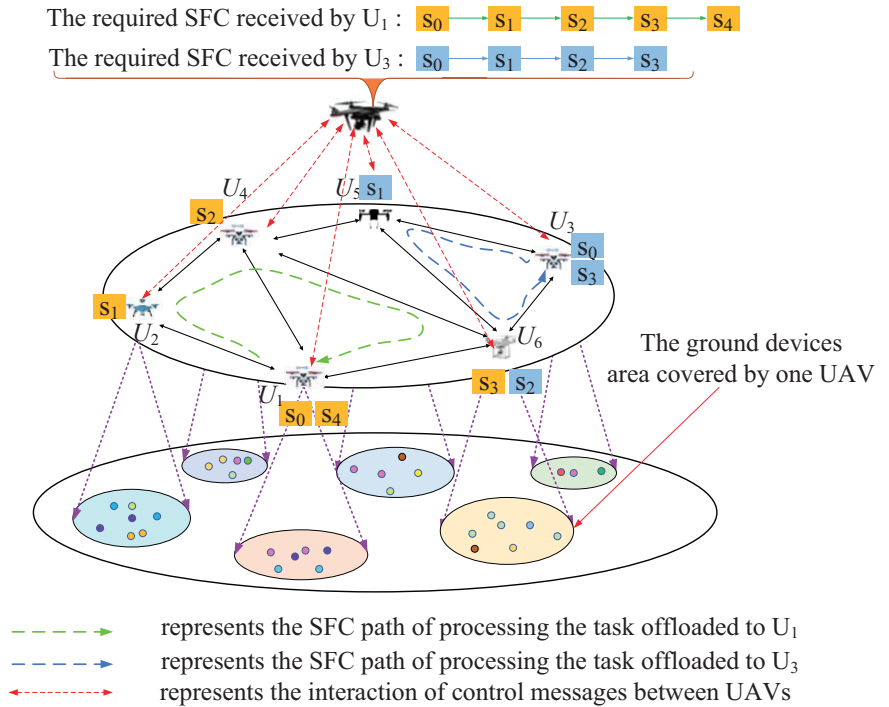 The required SFC received by U₁ : s₀ s₁ s₂ s₃ s₄
The required SFC received by U₃ : s₀ s₁ s₂ s₃
U₄
U₅ s₁
s₂
U₃
s₀
s₃
s₁
U₂
U₆
The ground devices
area covered by one UAV
U₁
s₃ s₂
s₀ s₄
represents the SFC path of processing the task offloaded to U₁
represents the SFC path of processing the task offloaded to U₃
represents the interaction of control messages between UAVs